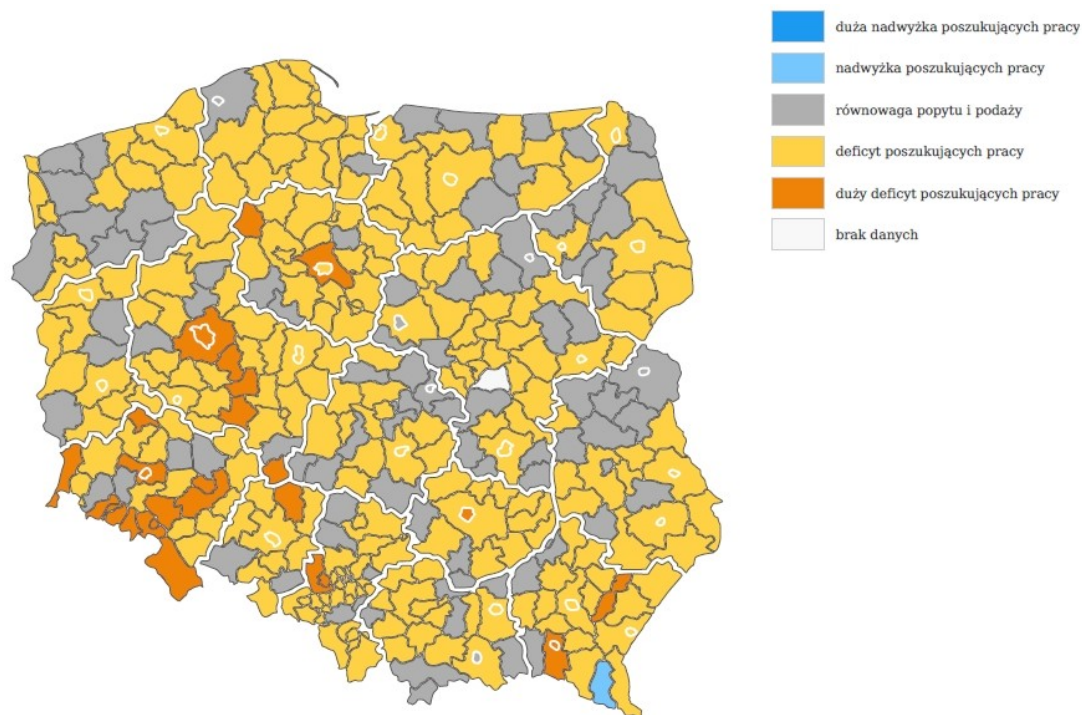 duża nadwyżka poszukujących pracy
nadwyżka poszukujących pracy
równowaga popytu i podaży
deficyt poszukujących pracy
duży deficyt poszukujących pracy
brak danych